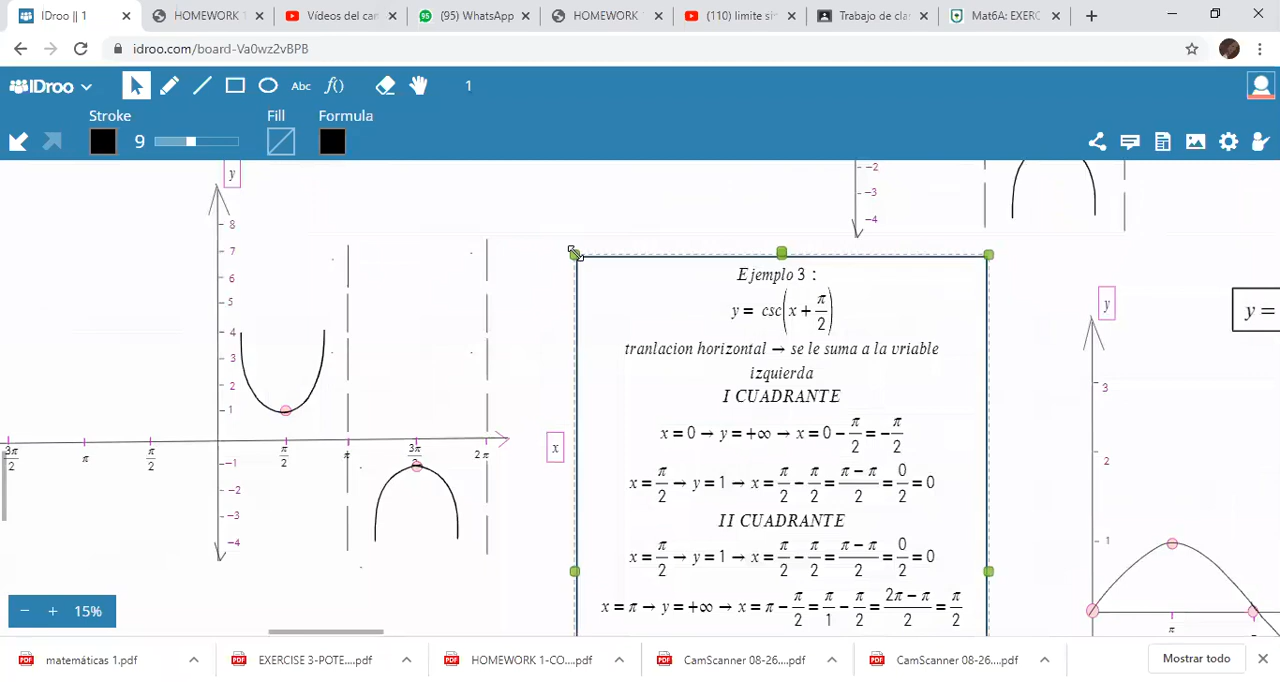 IDroo || 1
HOMEWORK 1
Vídeos del can
(95) WhatsApp
HOMEWORK
(110) limite si
Trabajo de cla
Mat6A: EXERC
idroo.com/board-Va0wz2vBPB
IDroo
Abc
f()
1
Stroke
9
Fill
Formula
y
8
7
6
5
4
3
2
1
−1
−2
−3
−4
3π/2
π
π/2
π/2
π
3π/2
2π
x
−2
−3
−4
Ejemplo 3 :
y = csc(x + π/2)
tranlacion horizontal → se le suma a la vriable
izquierda
I CUADRANTE
x = 0 → y = +∞ → x = 0 − π/2 = − π/2
x = π/2 → y = 1 → x = π/2 − π/2 = (π − π)/2 = 0/2 = 0
II CUADRANTE
x = π/2 → y = 1 → x = π/2 − π/2 = (π − π)/2 = 0/2 = 0
x = π → y = +∞ → x = π − π/2 = π/1 − π/2 = (2π − π)/2 = π/2
y
3
2
1
π
y =
− + 15%
matemáticas 1.pdf
EXERCISE 3-POTE....pdf
HOMEWORK 1-CO....pdf
CamScanner 08-26....pdf
CamScanner 08-26....pdf
Mostrar todo